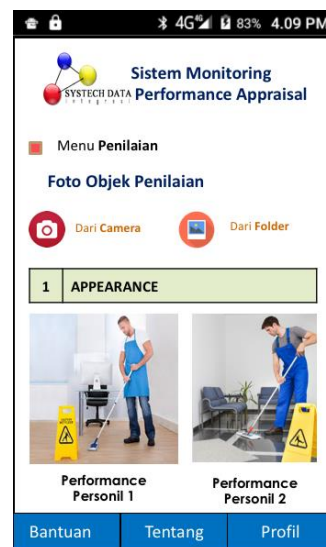 4G 4G 83% 4.09 PM
SYSTECH DATA
Integrasi
Sistem Monitoring
Performance Appraisal
Menu Penilaian
Foto Objek Penilaian
Dari Camera
Dari Folder
1 APPEARANCE
Performance
Personil 1
Performance
Personil 2
Bantuan Tentang Profil